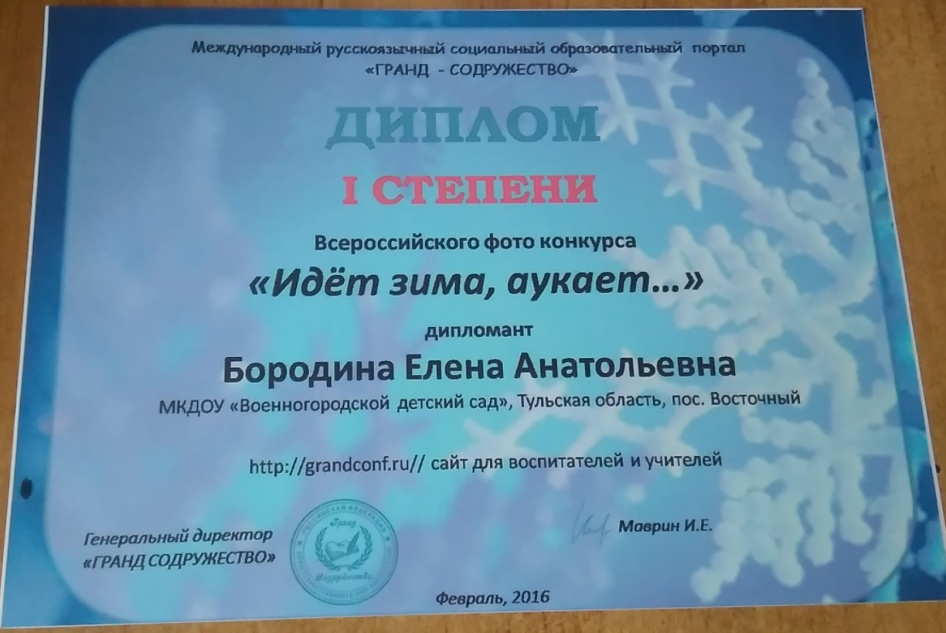 Международный русскоязычный социальный образовательный портал
«ГРАНД - СОДРУЖЕСТВО»
ДИПЛОМ
I СТЕПЕНИ
Всероссийского фото конкурса
«Идёт зима, аукает...»
дипломант
Бородина Елена Анатольевна
МКДОУ «Военногородской детский сад», Тульская область, пос. Восточный
http://grandconf.ru// сайт для воспитателей и учителей
Генеральный директор
«ГРАНД СОДРУЖЕСТВО»
Маврин И.Е.
Февраль, 2016